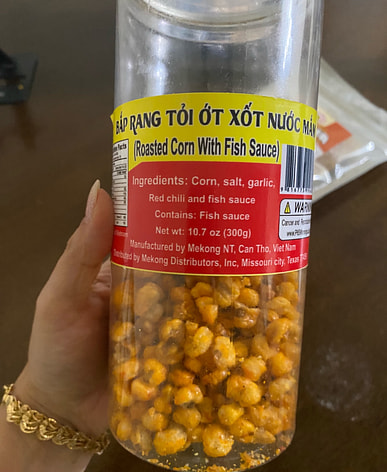 BẮP RANG TỎI ỚT XỐT NƯỚC MẮM
(Roasted Corn With Fish Sauce)
Ingredients: Corn, salt, garlic,
Red chili and fish sauce
Contains: Fish sauce
Net wt: 10.7 oz (300g)
Manufactured by Mekong NT, Can Tho, Viet Nam
Distributed by Mekong Distributors, Inc, Missouri city, Texas
WARNING
Cancer and